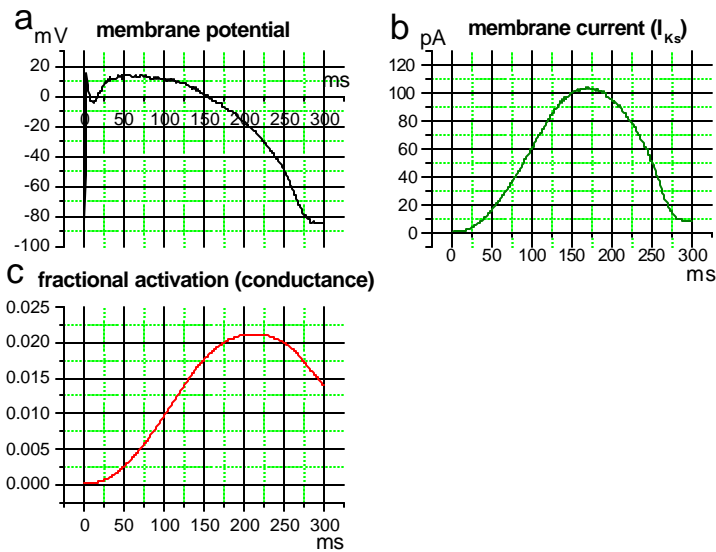 a
mV
membrane potential
ms
20
0
-20
-40
-60
-80
-100
0 50 100 150 200 250 300
b
pA
membrane current (IKs)
120
100
80
60
40
20
0
0 50 100 150 200 250 300
ms
c fractional activation (conductance)
0.025
0.020
0.015
0.010
0.005
0.000
0 50 100 150 200 250 300
ms